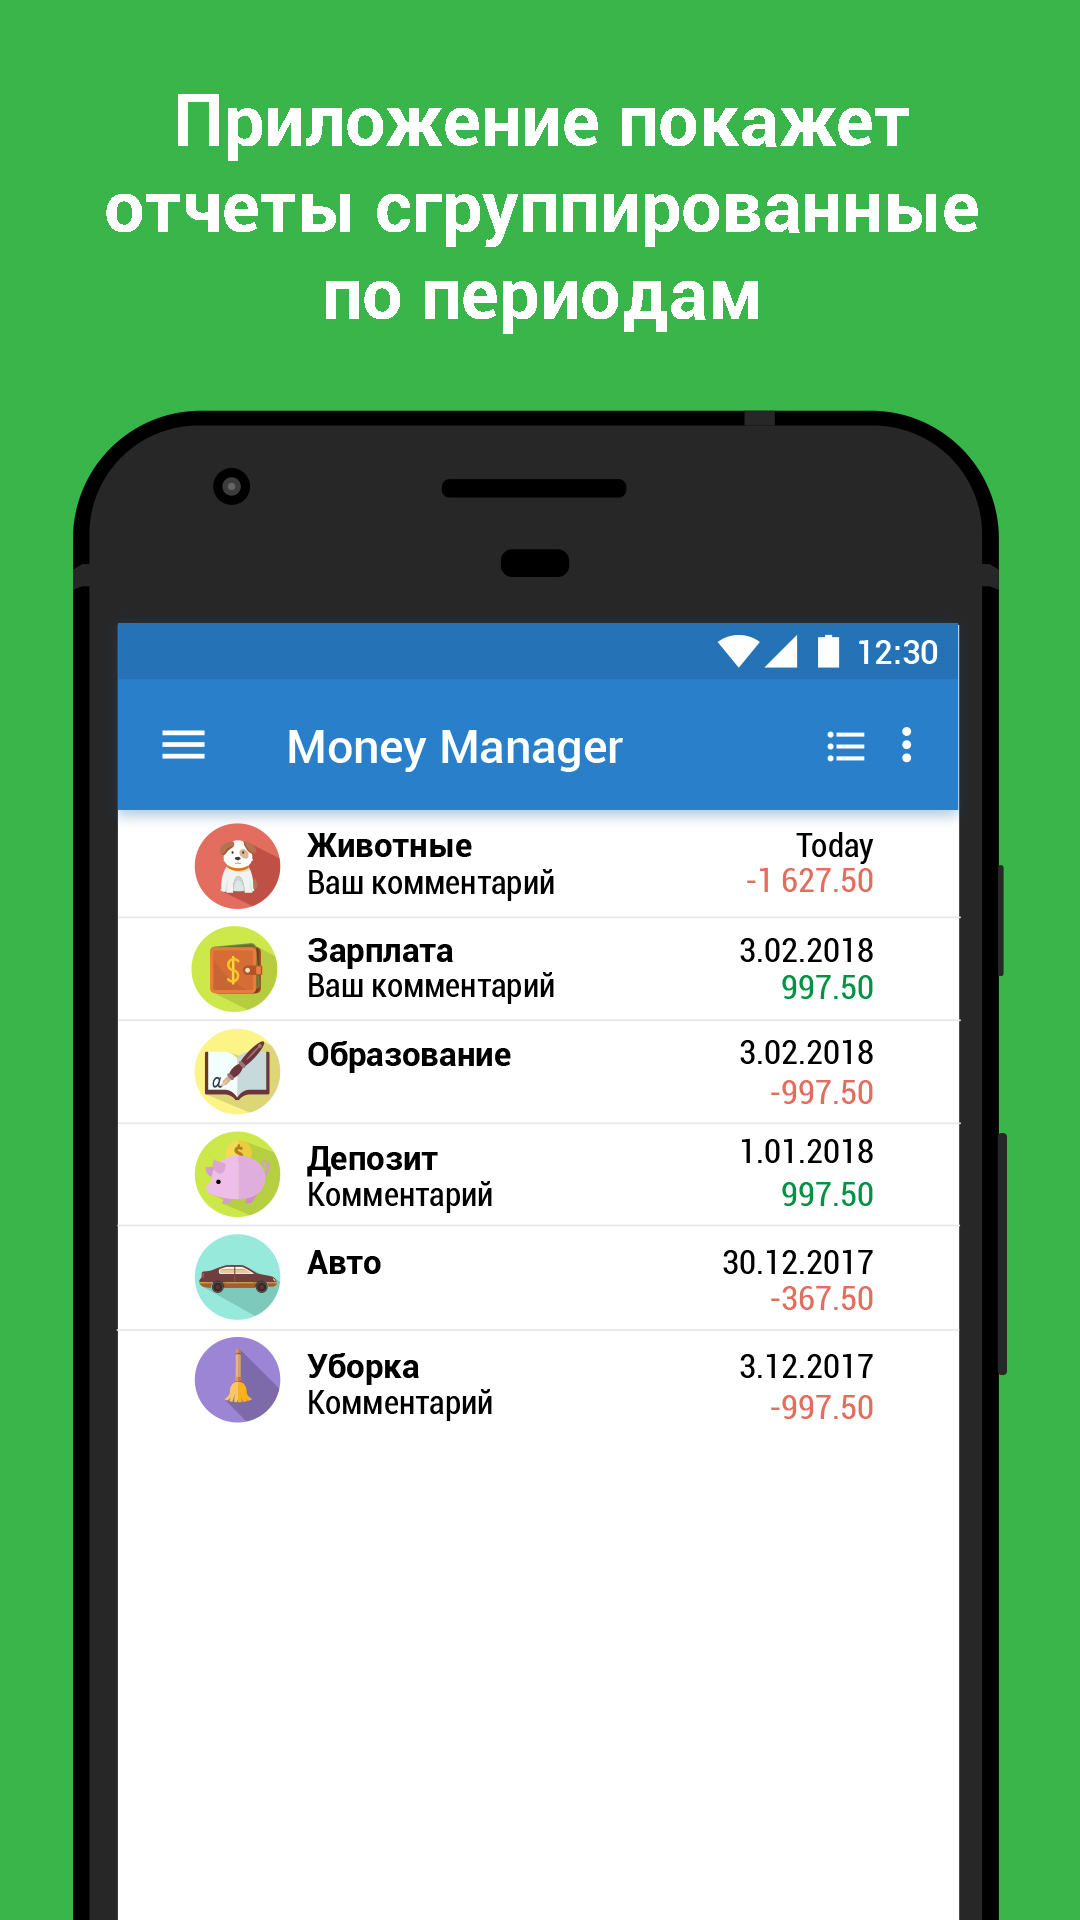 Приложение покажет
отчеты сгруппированные
по периодам
12:30
Money Manager
Животные Today
Ваш комментарий -1 627.50
Зарплата 3.02.2018
Ваш комментарий 997.50
$
Образование 3.02.2018
-997.50
a
Депозит 1.01.2018
Комментарий 997.50
$
Авто 30.12.2017
-367.50
Уборка 3.12.2017
Комментарий -997.50